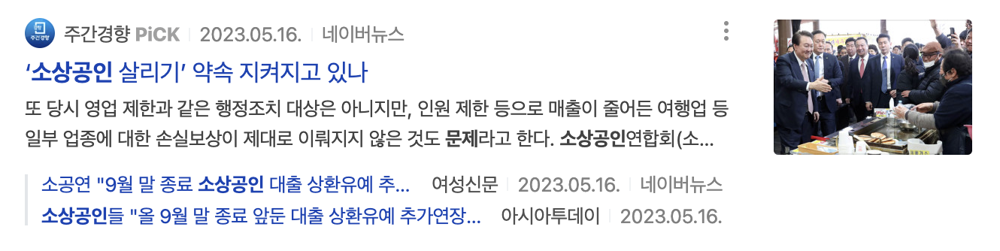 주간경향 PiCK 2023.05.16. 네이버뉴스
‘소상공인 살리기’ 약속 지켜지고 있나
또 당시 영업 제한과 같은 행정조치 대상은 아니지만, 인원 제한 등으로 매출이 줄어든 여행업 등
일부 업종에 대한 손실보상이 제대로 이뤄지지 않은 것도 문제라고 한다. 소상공인연합회(소...
소공연 "9월 말 종료 소상공인 대출 상환유예 추... 여성신문 2023.05.16. 네이버뉴스
소상공인들 "올 9월 말 종료 앞둔 대출 상환유예 추가연장... 아시아투데이 2023.05.16.